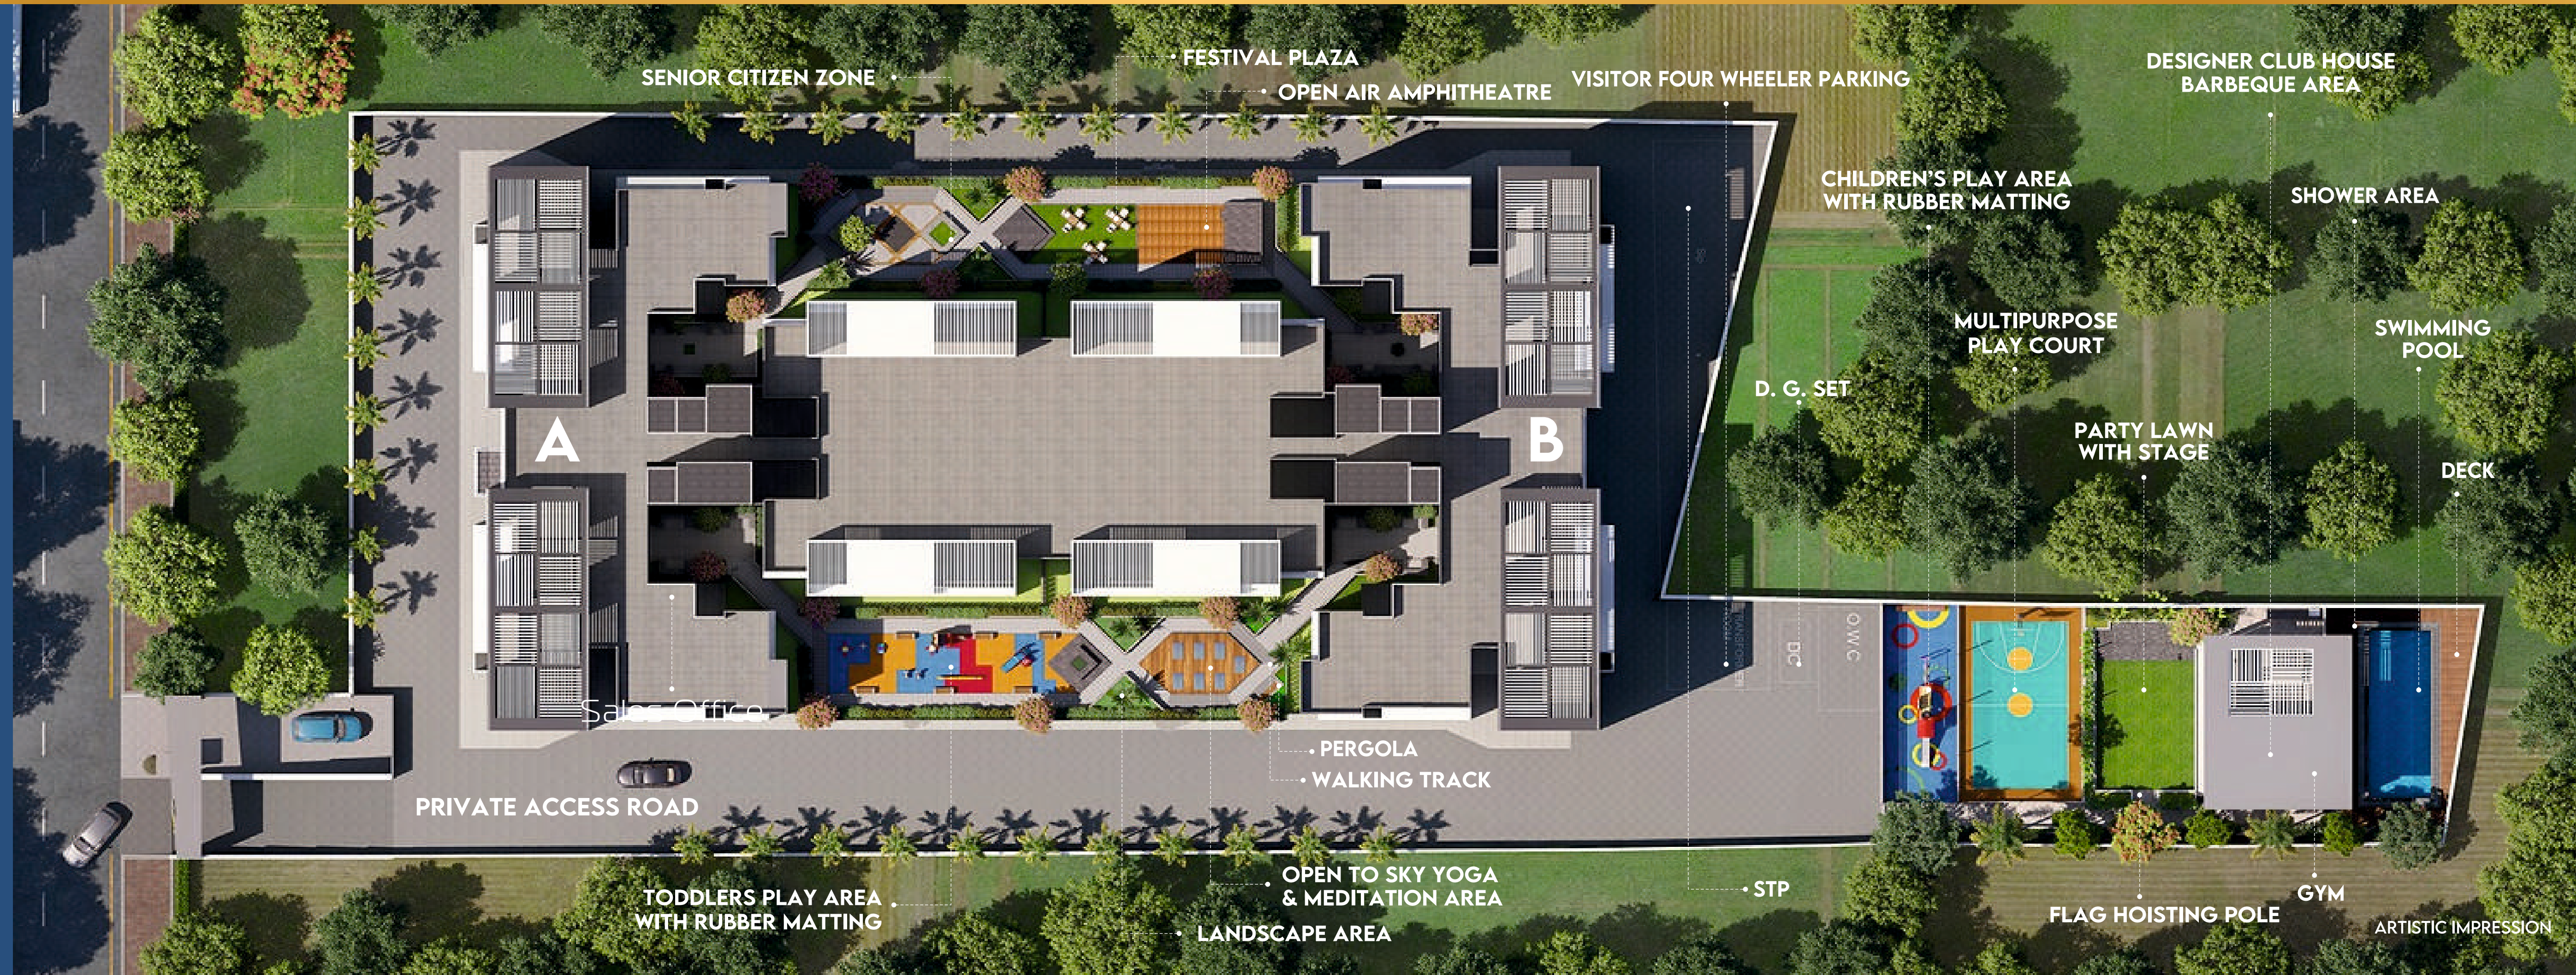 SENIOR CITIZEN ZONE
FESTIVAL PLAZA
OPEN AIR AMPHITHEATRE
VISITOR FOUR WHEELER PARKING
DESIGNER CLUB HOUSE
BARBEQUE AREA
CHILDREN'S PLAY AREA
WITH RUBBER MATTING
SHOWER AREA
MULTIPURPOSE
PLAY COURT
SWIMMING
POOL
D. G. SET
PARTY LAWN
WITH STAGE
DECK
A
B
O.W.C
DG
Sales Office
PERGOLA
WALKING TRACK
PRIVATE ACCESS ROAD
TODDLERS PLAY AREA
WITH RUBBER MATTING
OPEN TO SKY YOGA
& MEDITATION AREA
LANDSCAPE AREA
STP
GYM
FLAG HOISTING POLE
ARTISTIC IMPRESSION